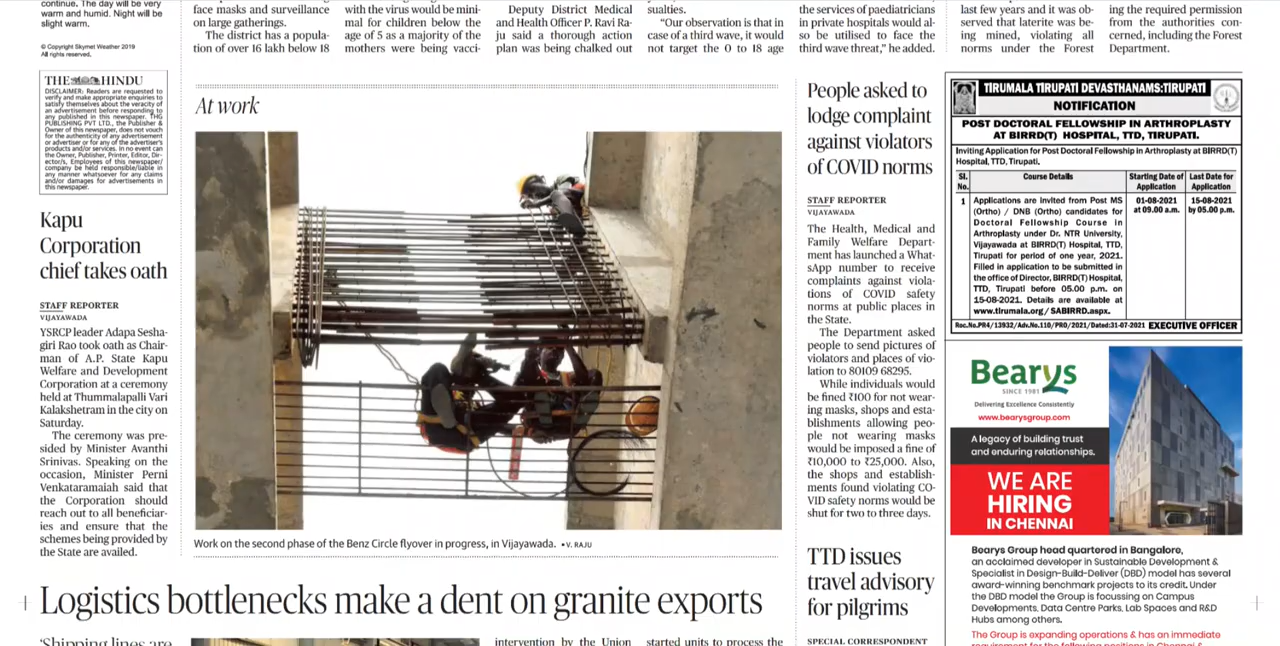 continue. The day will be very
warm and humid. Night will be
slight warm.
© Copyright Skymet Weather 2019
All rights reserved.
THE HINDU
DISCLAIMER: Readers are requested to
verify and make appropriate enquiries to
satisfy themselves about the veracity of
an advertisement before responding to
any published in this newspaper. THG
PUBLISHING PVT LTD., the Publisher &
Owner of this newspaper, does not vouch
for the authenticity of any advertisement
or advertiser or for any of the advertiser's
products and/or services. In no event can
the Owner, Publisher, Printer, Editor, Dir-
ector/s, Employees of this newspaper/
company be held responsible/liable in
any manner whatsoever for any claims
and/or damages for advertisements in
this newspaper.
Kapu
Corporation
chief takes oath
STAFF REPORTER
VIJAYAWADA
YSRCP leader Adapa Sesha-
giri Rao took oath as Chair-
man of A.P. State Kapu
Welfare and Development
Corporation at a ceremony
held at Thummalapalli Vari
Kalakshetram in the city on
Saturday.
The ceremony was pre-
sided by Minister Avanthi
Srinivas. Speaking on the
occasion, Minister Perni
Venkataramaiah said that
the Corporation should
reach out to all beneficiar-
ies and ensure that the
schemes being provided by
the State are availed.
face masks and surveillance
on large gatherings.
The district has a popula-
tion of over 16 lakh below 18
with the virus would be mini-
mal for children below the
age of 5 as a majority of the
mothers were being vacci-
Deputy District Medical
and Health Officer P. Ravi Ra-
ju said a thorough action
plan was being chalked out
sualties.
"Our observation is that in
case of a third wave, it would
not target the 0 to 18 age
the services of paediatricians
in private hospitals would al-
so be utilised to face the
third wave threat," he added.
last few years and it was ob-
served that laterite was be-
ing mined, violating all
norms under the Forest
ing the required permission
from the authorities con-
cerned, including the Forest
Department.
At work
Work on the second phase of the Benz Circle flyover in progress, in Vijayawada. • V. RAJU
People asked to
lodge complaint
against violators
of COVID norms
STAFF REPORTER
VIJAYAWADA
The Health, Medical and
Family Welfare Depart-
ment has launched a What-
sApp number to receive
complaints against viola-
tions of COVID safety
norms at public places in
the State.
The Department asked
people to send pictures of
violators and places of vio-
lation to 80109 68295.
While individuals would
be fined ₹100 for not wear-
ing masks, shops and esta-
blishments allowing peo-
ple not wearing masks
would be imposed a fine of
₹10,000 to ₹25,000. Also,
the shops and establish-
ments found violating CO-
VID safety norms would be
shut for two to three days.
TTD issues
travel advisory
for pilgrims
SPECIAL CORRESPONDENT
TIRUMALA TIRUPATI DEVASTHANAMS:TIRUPATI
NOTIFICATION
POST DOCTORAL FELLOWSHIP IN ARTHROPLASTY
AT BIRRD(T) HOSPITAL, TTD, TIRUPATI.
Inviting Application for Post Doctoral Fellowship in Arthroplasty at BIRRD(T)
Hospital, TTD, Tirupati.
Sl. No. Course Details Starting Date of Application Last Date for Application
1 Applications are invited from Post MS 01-08-2021 15-08-2021
(Ortho) / DNB (Ortho) candidates for at 09.00 a.m. by 05.00 p.m.
Doctoral Fellowship Course in
Arthroplasty under Dr. NTR University,
Vijayawada at BIRRD(T) Hospital, TTD,
Tirupati for period of one year, 2021.
Filled in application to be submitted in
the office of Director, BIRRD(T) Hospital,
TTD, Tirupati before 05.00 p.m. on
15-08-2021. Details are available at
www.tirumala.org/SABIRRD.aspx.
Roc.No.PR4/13932/Adv.No.110/PRO/2021/Dated:31-07-2021 EXECUTIVE OFFICER
Bearys
SINCE 1981
Delivering Excellence Consistently
www.bearysgroup.com
A legacy of building trust
and enduring relationships.
WE ARE
HIRING
IN CHENNAI
Bearys Group head quartered in Bangalore,
an acclaimed developer in Sustainable Development &
Specialist in Design-Build-Deliver (DBD) model has several
award-winning benchmark projects to its credit. Under
the DBD model the Group is focussing on Campus
Developments, Data Centre Parks, Lab Spaces and R&D
Hubs among others.
The Group is expanding operations & has an immediate
requirement for the following positions in Chennai &
Logistics bottlenecks make a dent on granite exports
'Shipping lines are
intervention by the Union
started units to process the